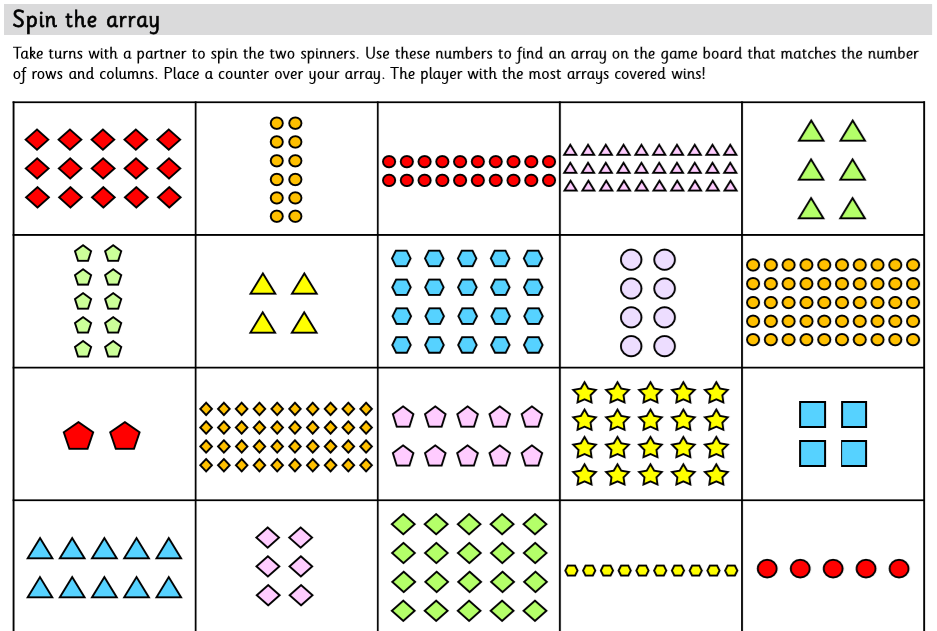 Spin the array
Take turns with a partner to spin the two spinners. Use these numbers to find an array on the game board that matches the number
of rows and columns. Place a counter over your array. The player with the most arrays covered wins!